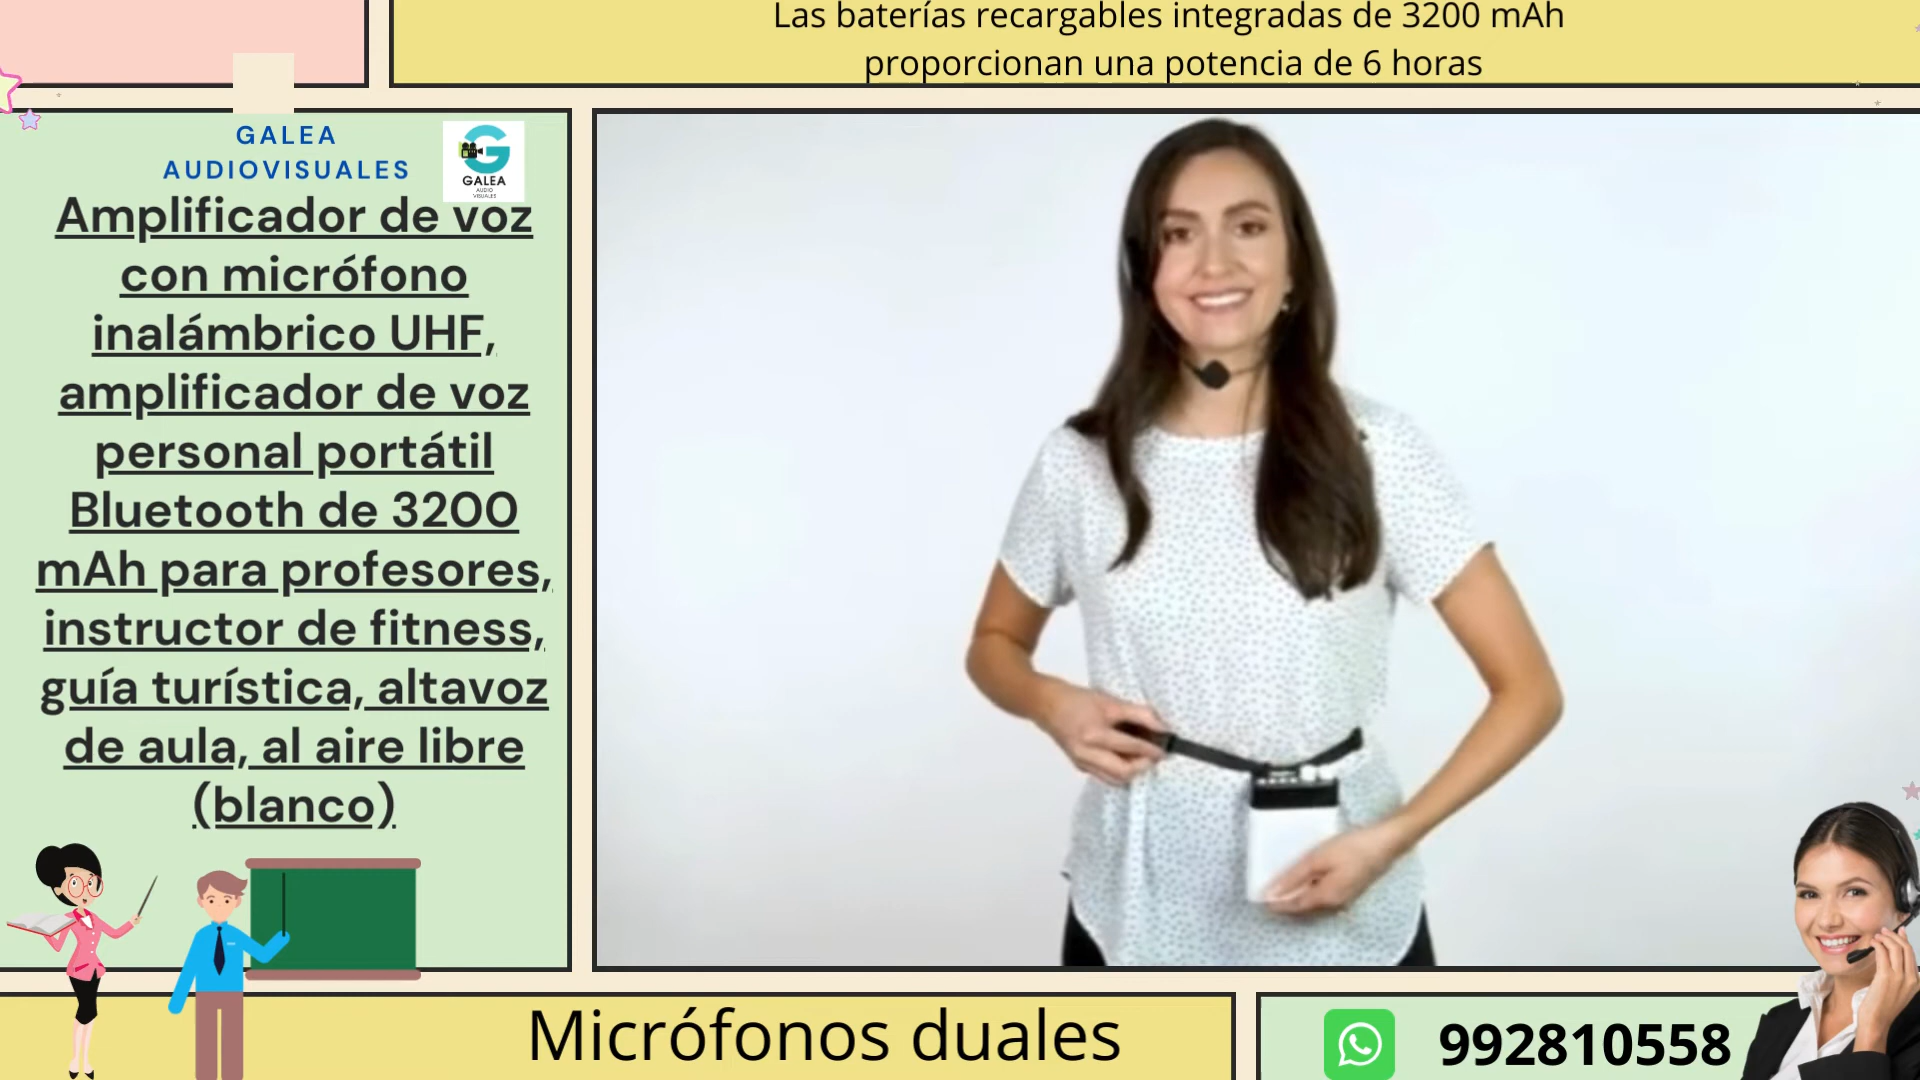 Las baterías recargables integradas de 3200 mAh
proporcionan una potencia de 6 horas
GALEA
AUDIOVISUALES
GALEA
AUDIO
VISUALES
Amplificador de voz
con micrófono
inalámbrico UHF,
amplificador de voz
personal portátil
Bluetooth de 3200
mAh para profesores,
instructor de fitness,
guía turística, altavoz
de aula, al aire libre
(blanco)
Micrófonos duales
992810558